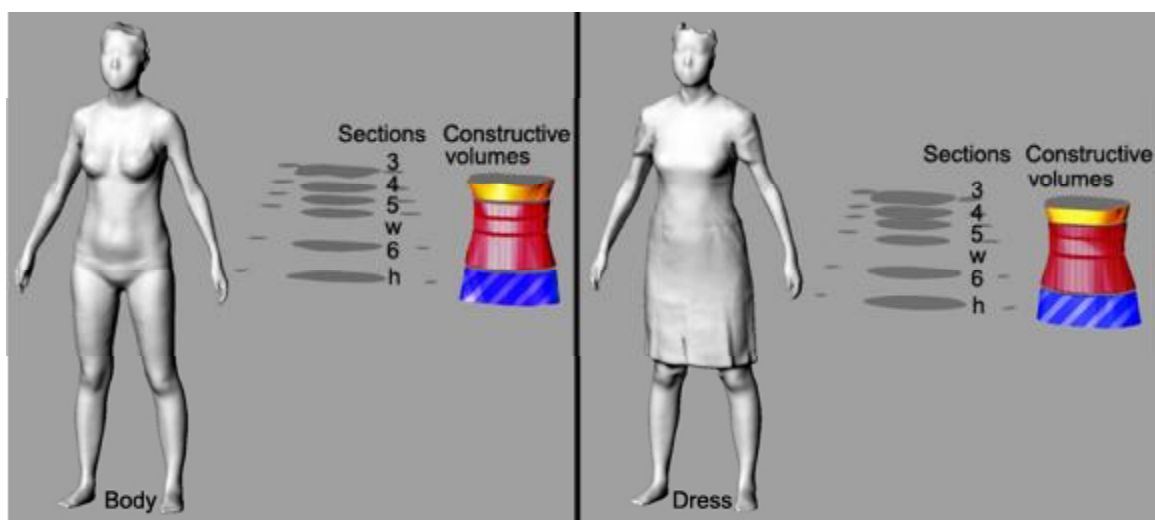 Sections Constructive
volumes
3
4
5
w
6
h
Body
Sections Constructive
volumes
3
4
5
w
6
h
Dress